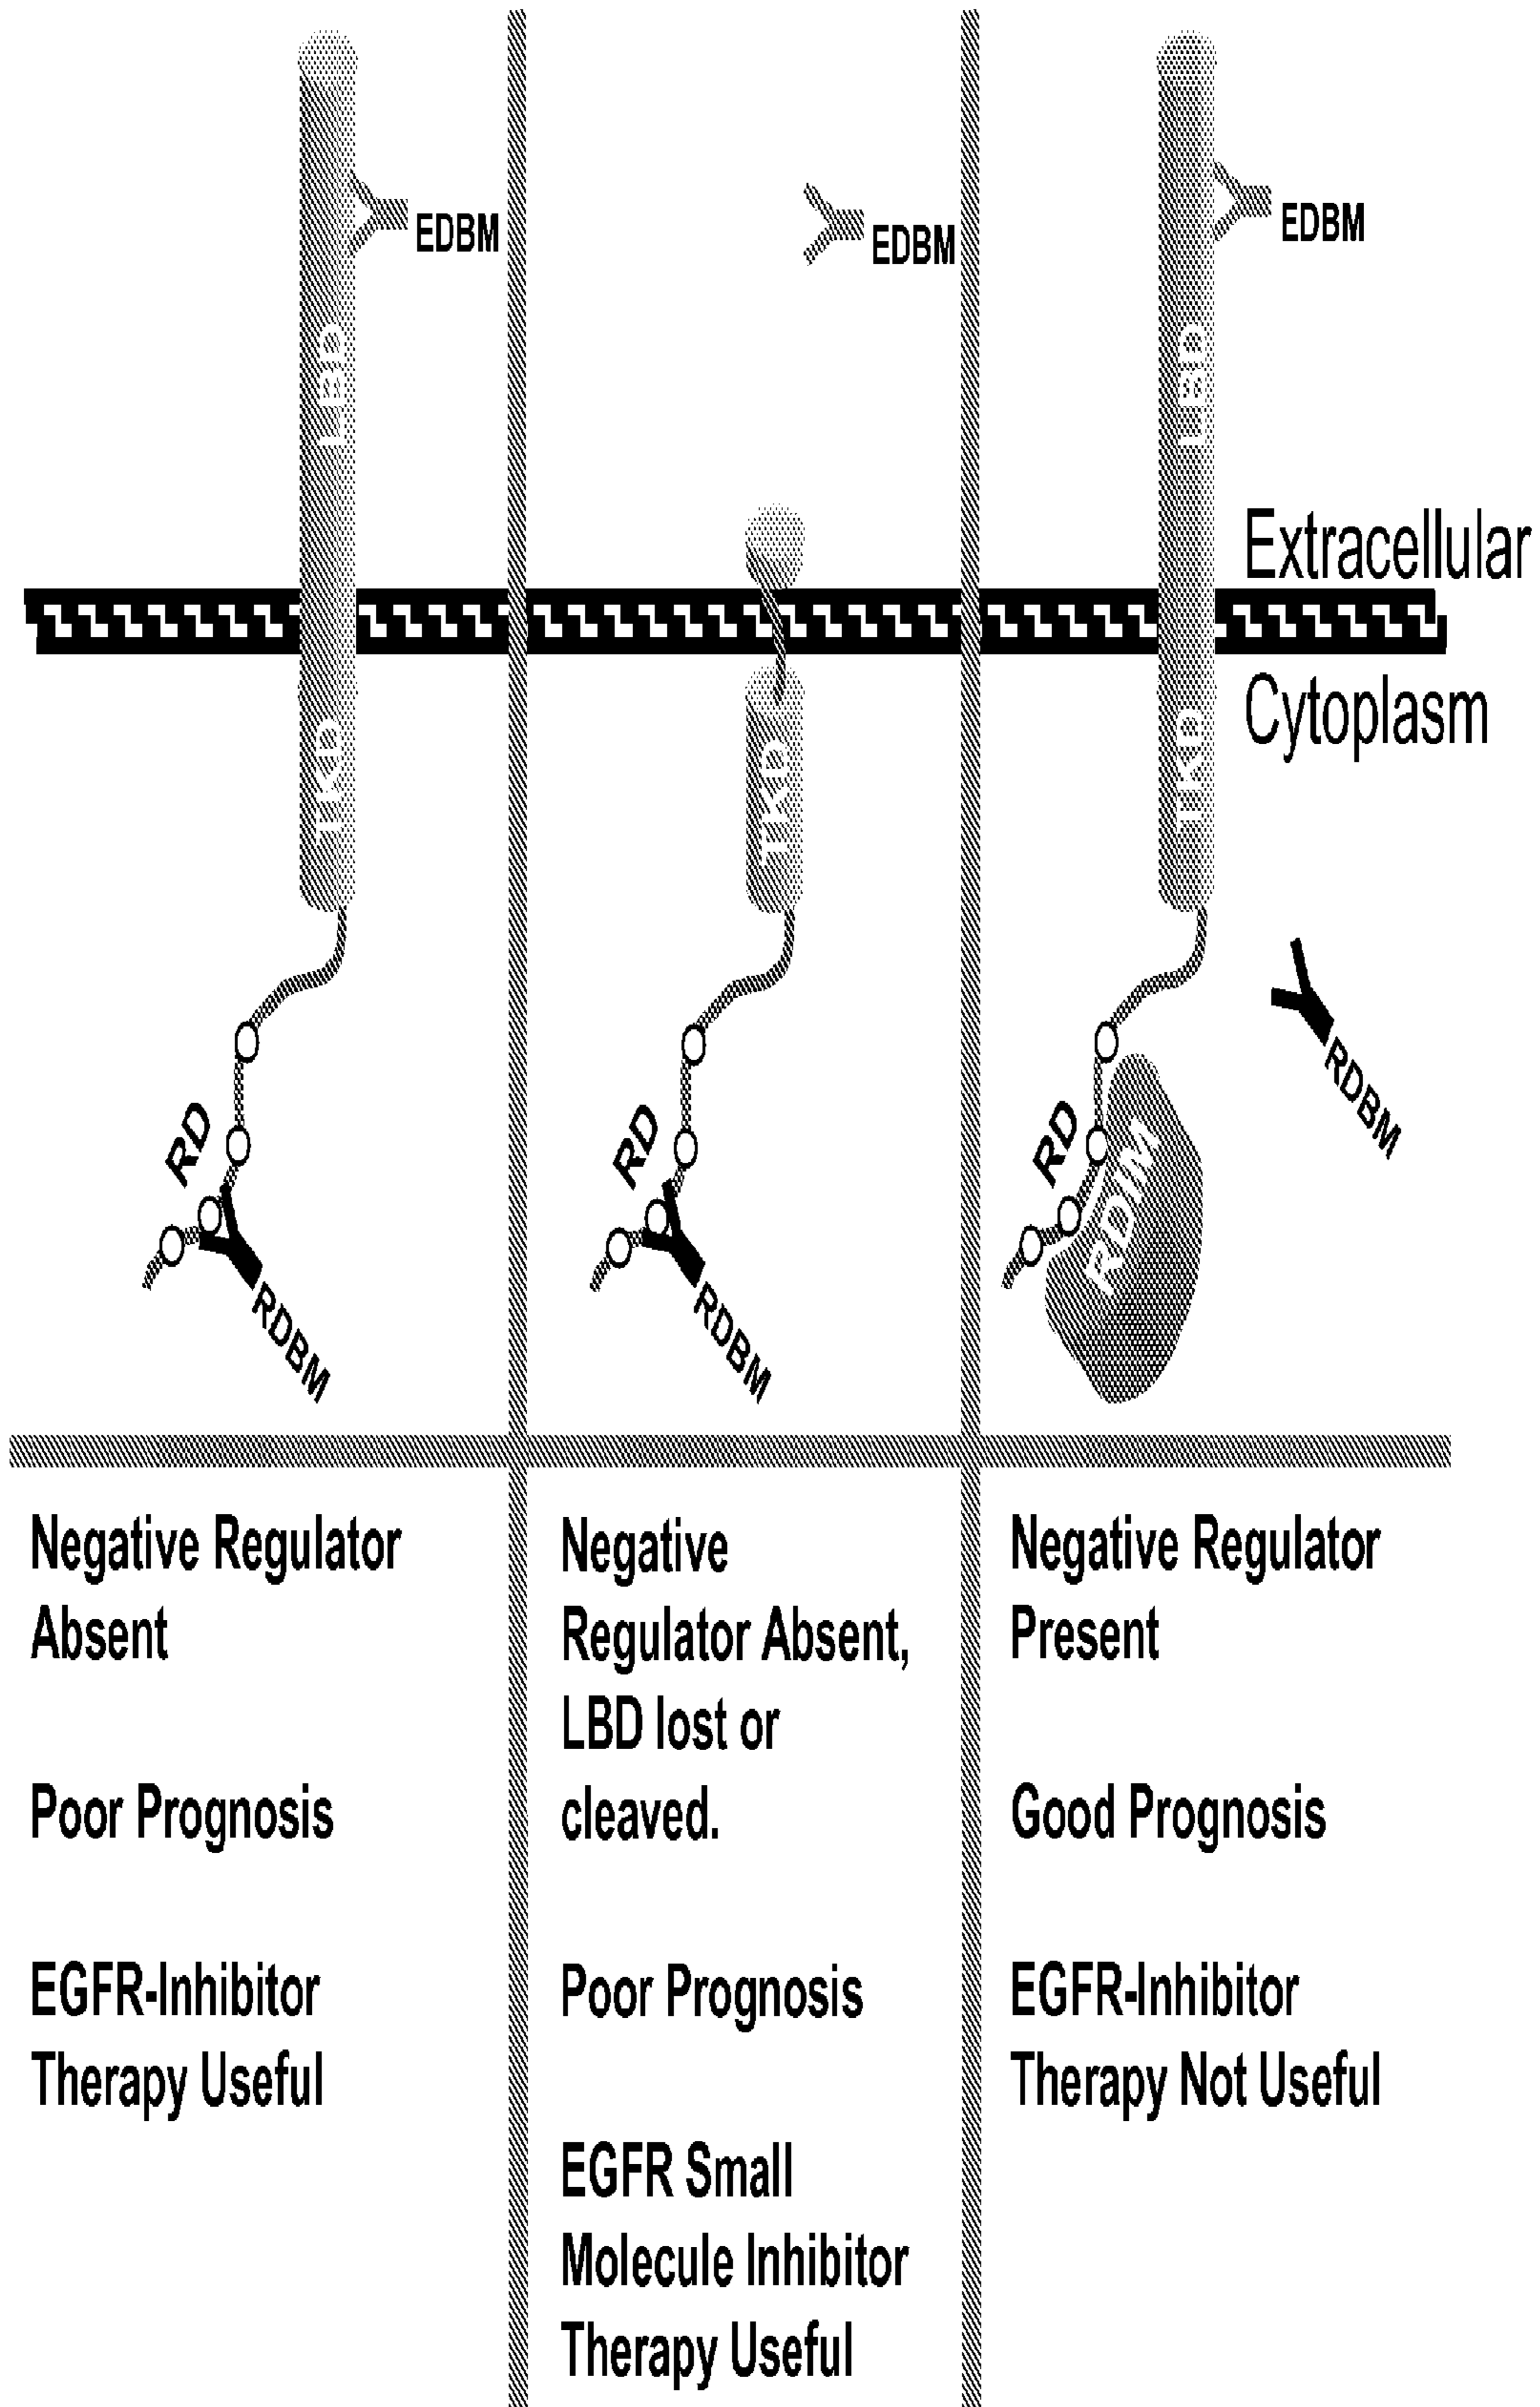 EDBM
LBD
TKD
RD
RDBM
EDBM
TKD
RD
RDBM
EDBM
LBD
Extracellular
Cytoplasm
TKD
RD
RDIM
RDBM
Negative Regulator
Absent
Poor Prognosis
EGFR-Inhibitor
Therapy Useful
Negative
Regulator Absent,
LBD lost or
cleaved.
Poor Prognosis
EGFR Small
Molecule Inhibitor
Therapy Useful
Negative Regulator
Present
Good Prognosis
EGFR-Inhibitor
Therapy Not Useful